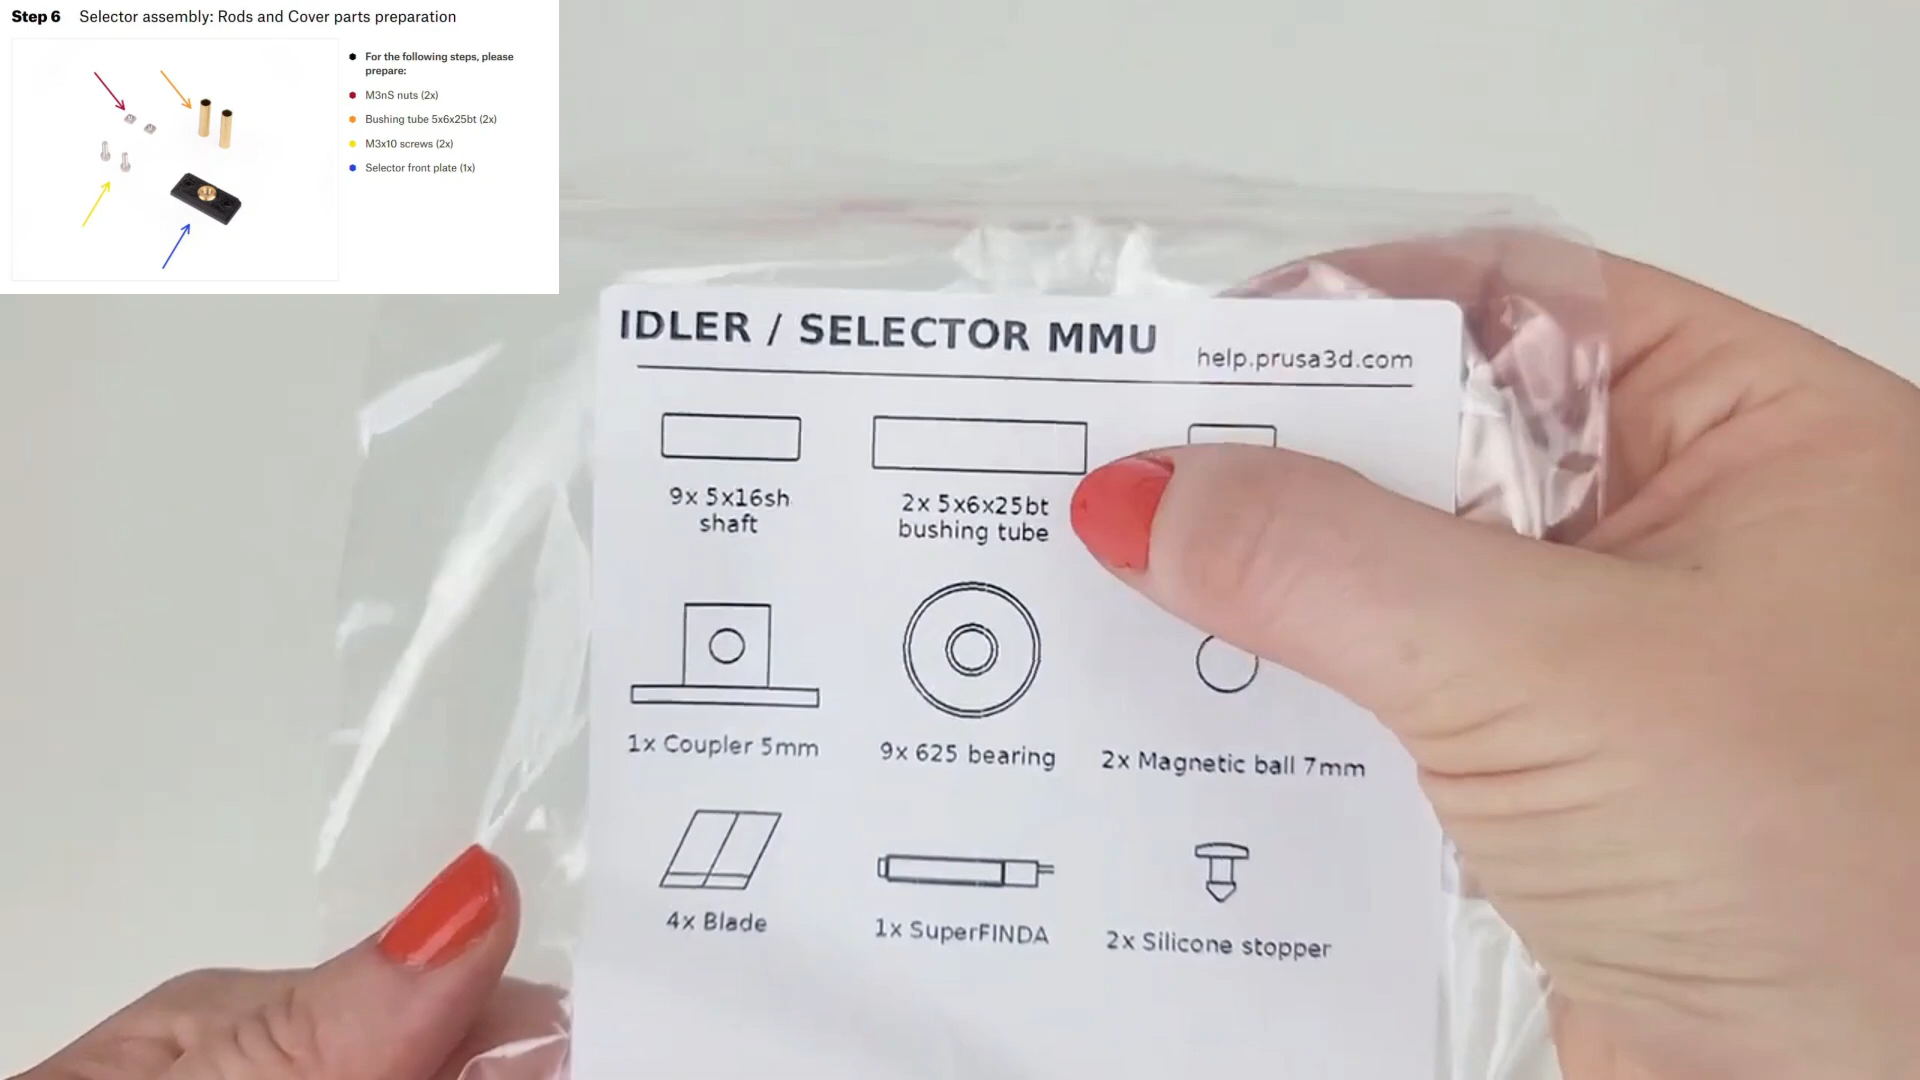 Step 6 Selector assembly: Rods and Cover parts preparation
For the following steps, please
prepare:
M3nS nuts (2x)
Bushing tube 5x6x25bt (2x)
M3x10 screws (2x)
Selector front plate (1x)
IDLER / SELECTOR MMU
help.prusa3d.com
9x 5x16sh
shaft
2x 5x6x25bt
bushing tube
1x Coupler 5mm
9x 625 bearing
2x Magnetic ball 7mm
4x Blade
1x SuperFINDA
2x Silicone stopper